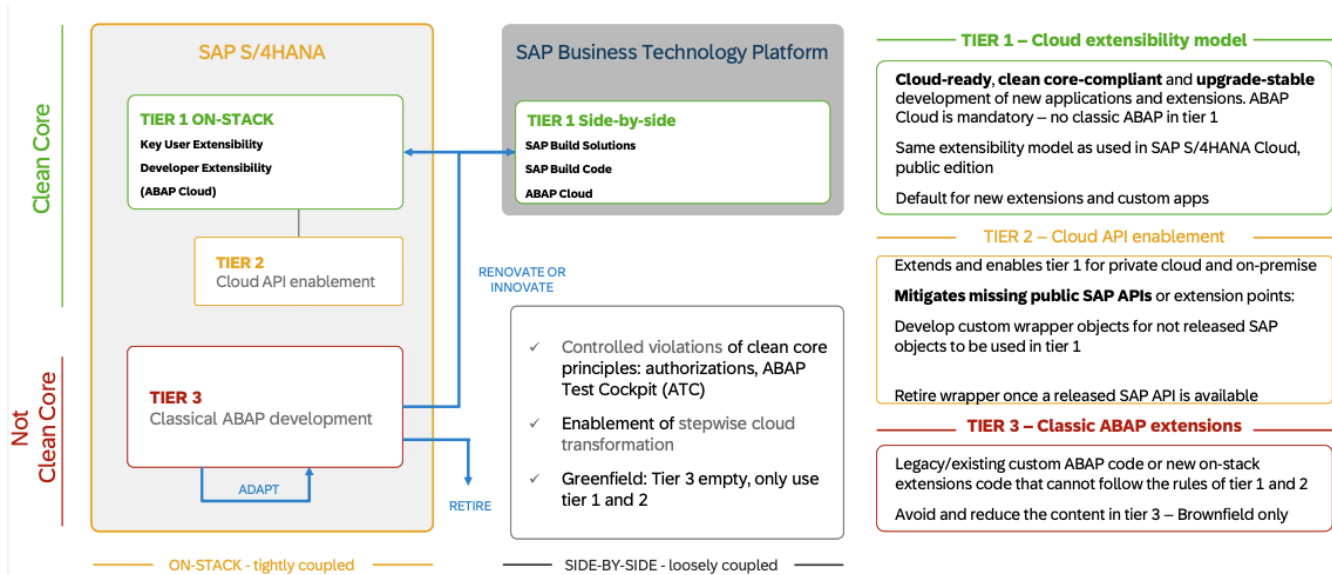 Clean Core
Not
Clean Core
SAP S/4HANA
TIER 1 ON-STACK
Key User Extensibility
Developer Extensibility
(ABAP Cloud)
TIER 2
Cloud API enablement
TIER 3
Classical ABAP development
ADAPT
RETIRE
RENOVATE OR
INNOVATE
ON-STACK - tightly coupled
SAP Business Technology Platform
TIER 1 Side-by-side
SAP Build Solutions
SAP Build Code
ABAP Cloud
✓ Controlled violations of clean core
principles: authorizations, ABAP
Test Cockpit (ATC)
✓ Enablement of stepwise cloud
transformation
✓ Greenfield: Tier 3 empty, only use
tier 1 and 2
SIDE-BY-SIDE - loosely coupled
TIER 1 – Cloud extensibility model
Cloud-ready, clean core-compliant and upgrade-stable
development of new applications and extensions. ABAP
Cloud is mandatory – no classic ABAP in tier 1
Same extensibility model as used in SAP S/4HANA Cloud,
public edition
Default for new extensions and custom apps
TIER 2 – Cloud API enablement
Extends and enables tier 1 for private cloud and on-premise
Mitigates missing public SAP APIs or extension points:
Develop custom wrapper objects for not released SAP
objects to be used in tier 1
Retire wrapper once a released SAP API is available
TIER 3 – Classic ABAP extensions
Legacy/existing custom ABAP code or new on-stack
extensions code that cannot follow the rules of tier 1 and 2
Avoid and reduce the content in tier 3 – Brownfield only